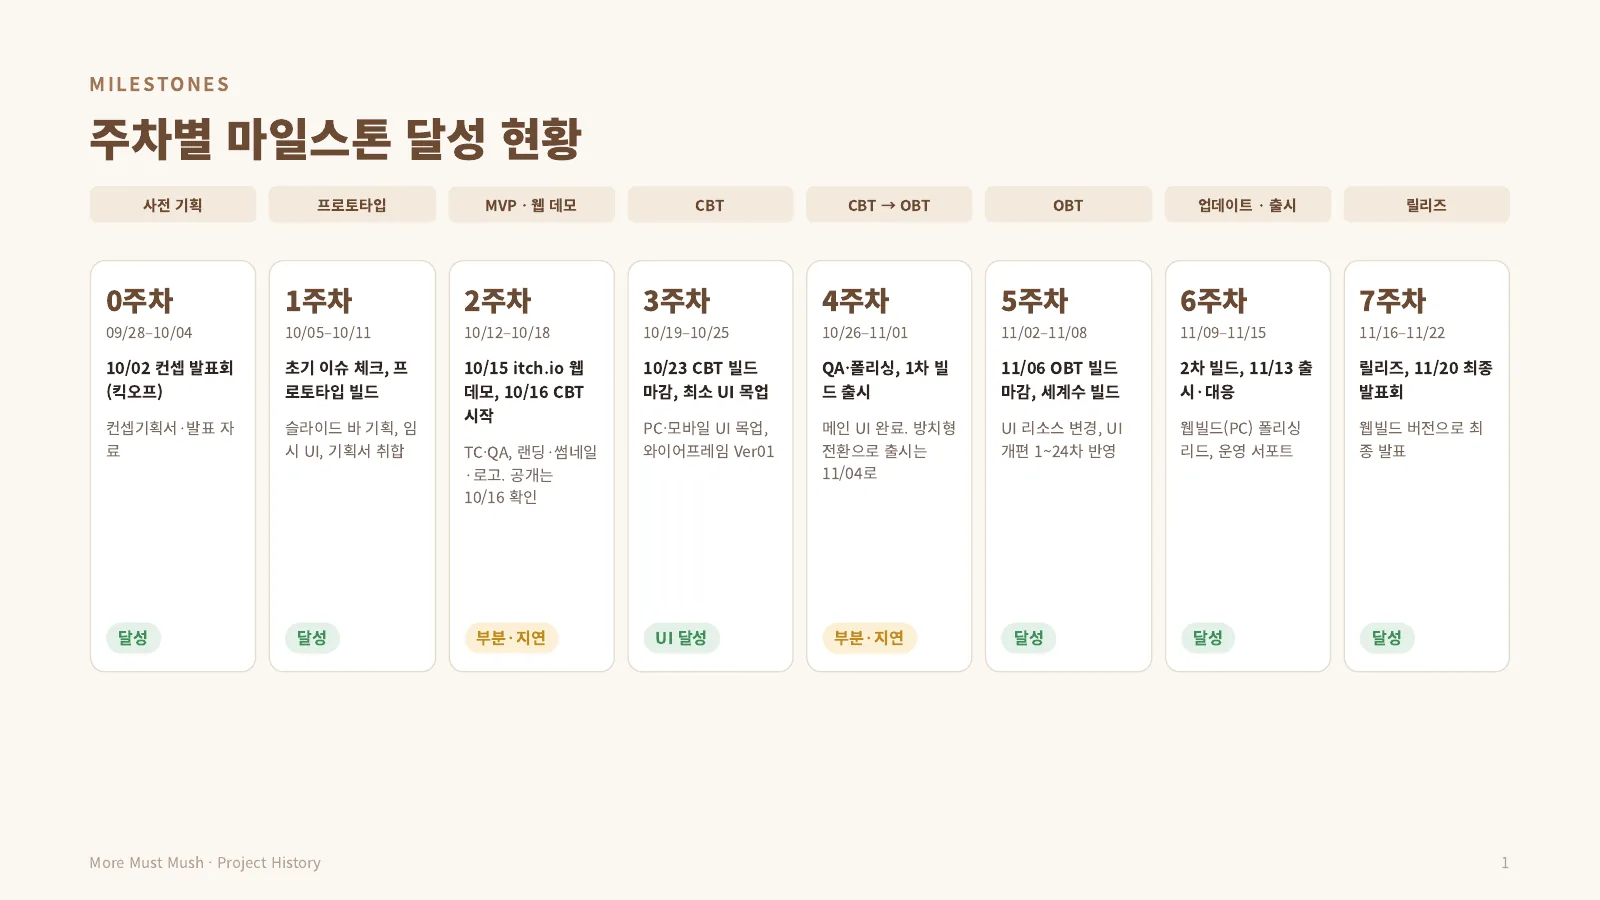 MILESTONES
주차별 마일스톤 달성 현황
사전 기획
프로토타입
MVP · 웹 데모
CBT
CBT → OBT
OBT
업데이트 · 출시
릴리즈
0주차
09/28–10/04
10/02 컨셉 발표회
(킥오프)
컨셉기획서·발표 자
료
달성
1주차
10/05–10/11
초기 이슈 체크, 프
로토타입 빌드
슬라이드 바 기획, 임
시 UI, 기획서 취합
달성
2주차
10/12–10/18
10/15 itch.io 웹
데모, 10/16 CBT
시작
TC·QA, 랜딩·썸네일
·로고. 공개는
10/16 확인
부분·지연
3주차
10/19–10/25
10/23 CBT 빌드
마감, 최소 UI 목업
PC·모바일 UI 목업,
와이어프레임 Ver01
UI 달성
4주차
10/26–11/01
QA·폴리싱, 1차 빌
드 출시
메인 UI 완료. 방치형
전환으로 출시는
11/04로
부분·지연
5주차
11/02–11/08
11/06 OBT 빌드
마감, 세계수 빌드
UI 리소스 변경, UI
개편 1~24차 반영
달성
6주차
11/09–11/15
2차 빌드, 11/13 출
시·대응
웹빌드(PC) 폴리싱
리드, 운영 서포트
달성
7주차
11/16–11/22
릴리즈, 11/20 최종
발표회
웹빌드 버전으로 최
종 발표
달성
More Must Mush · Project History
1